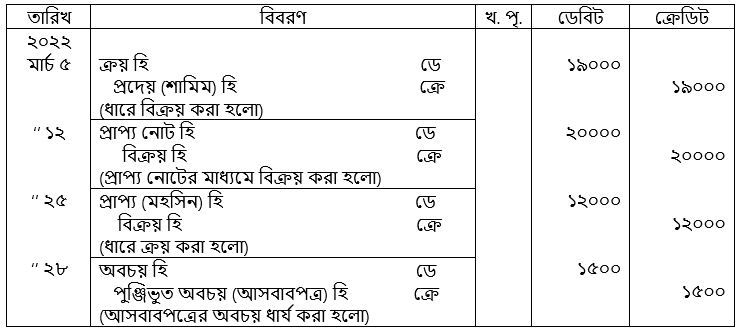 তারিখ বিবরণ খ. পৃ. ডেবিট ক্রেডিট
২০২২
মার্চ ৫ ক্রয় হি ডে ১৯০০০
প্রদেয় (শামিম) হি ক্রে ১৯০০০
(ধারে বিক্রয় করা হলো)
" ১২ প্রাপ্য নোট হি ডে ২০০০০
বিক্রয় হি ক্রে ২০০০০
(প্রাপ্য নোটের মাধ্যমে বিক্রয় করা হলো)
" ২৫ প্রাপ্য (মহসিন) হি ডে ১২০০০
বিক্রয় হি ক্রে ১২০০০
(ধারে ক্রয় করা হলো)
" ২৮ অবচয় হি ডে ১৫০০
পুঞ্জিভুত অবচয় (আসবাবপত্র) হি ক্রে ১৫০০
(আসবাবপত্রের অবচয় ধার্য করা হলো)